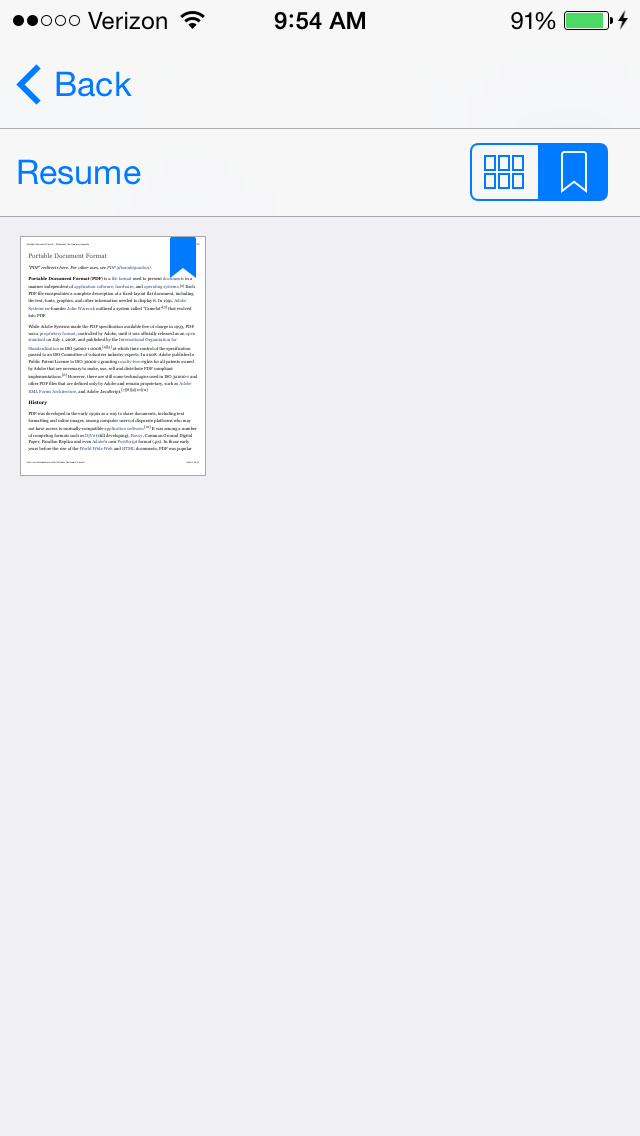 Verizon 9:54 AM 91%
Back
Resume
Portable Document Format
"PDF" redirects here. For other uses, see PDF (disambiguation).
Portable Document Format (PDF) is a file format used to present documents in a
manner independent of application software, hardware, and operating systems. Each
PDF file encapsulates a complete description of a fixed-layout flat document, including
the text, fonts, graphics, and other information needed to display it. In 1991, Adobe
Systems co-founder John Warnock outlined a system called "Camelot" that evolved
into PDF.
While Adobe Systems made the PDF specification available free of charge in 1993, PDF
was a proprietary format, controlled by Adobe, until it was officially released as an open
standard on July 1, 2008, and published by the International Organization for
Standardization as ISO 32000-1:2008, at which time control of the specification
passed to an ISO Committee of volunteer industry experts. In 2008, Adobe published a
Public Patent License to ISO 32000-1 granting royalty-free rights for all patents owned
by Adobe that are necessary to make, use, sell and distribute PDF compliant
implementations. However, there are still some technologies used in ISO 32000-1 and
other PDF files that are defined only by Adobe and remain proprietary, such as Adobe
XML Forms Architecture, and Adobe JavaScript.
History
PDF was developed in the early 1990s as a way to share documents, including text
formatting and inline images, among computer users of disparate platforms who may
not have access to mutually-compatible application software. It was among a number
of competing formats such as DjVu (still developing), Envoy, Common Ground Digital
Paper, Farallon Replica and even Adobe's own PostScript format (.ps). In those early
years before the rise of the World Wide Web and HTML documents, PDF was popular